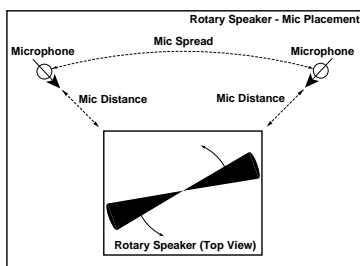 Rotary Speaker - Mic Placement
Mic Spread
Microphone
Microphone
Mic Distance
Mic Distance
Rotary Speaker (Top View)